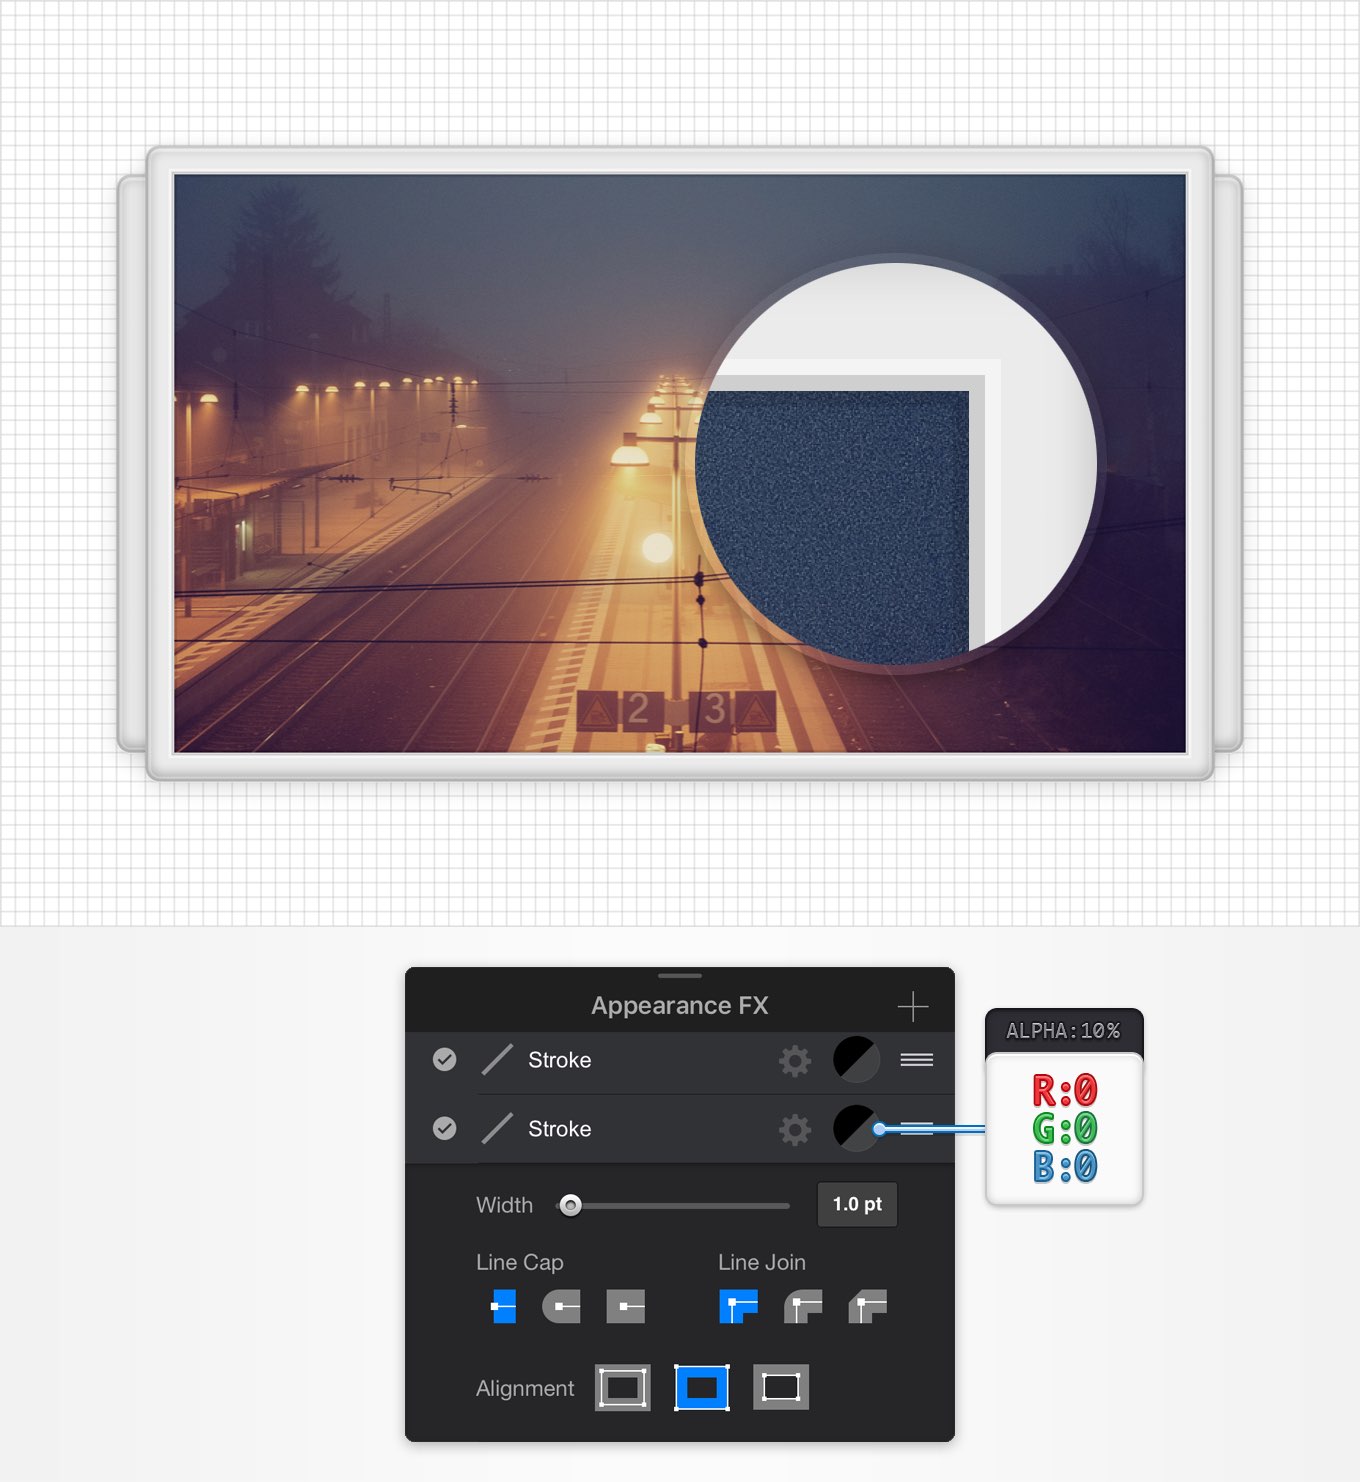 2 3
Appearance FX
Stroke
Stroke
ALPHA:10%
R:0
G:0
B:0
Width 1.0 pt
Line Cap Line Join
Alignment